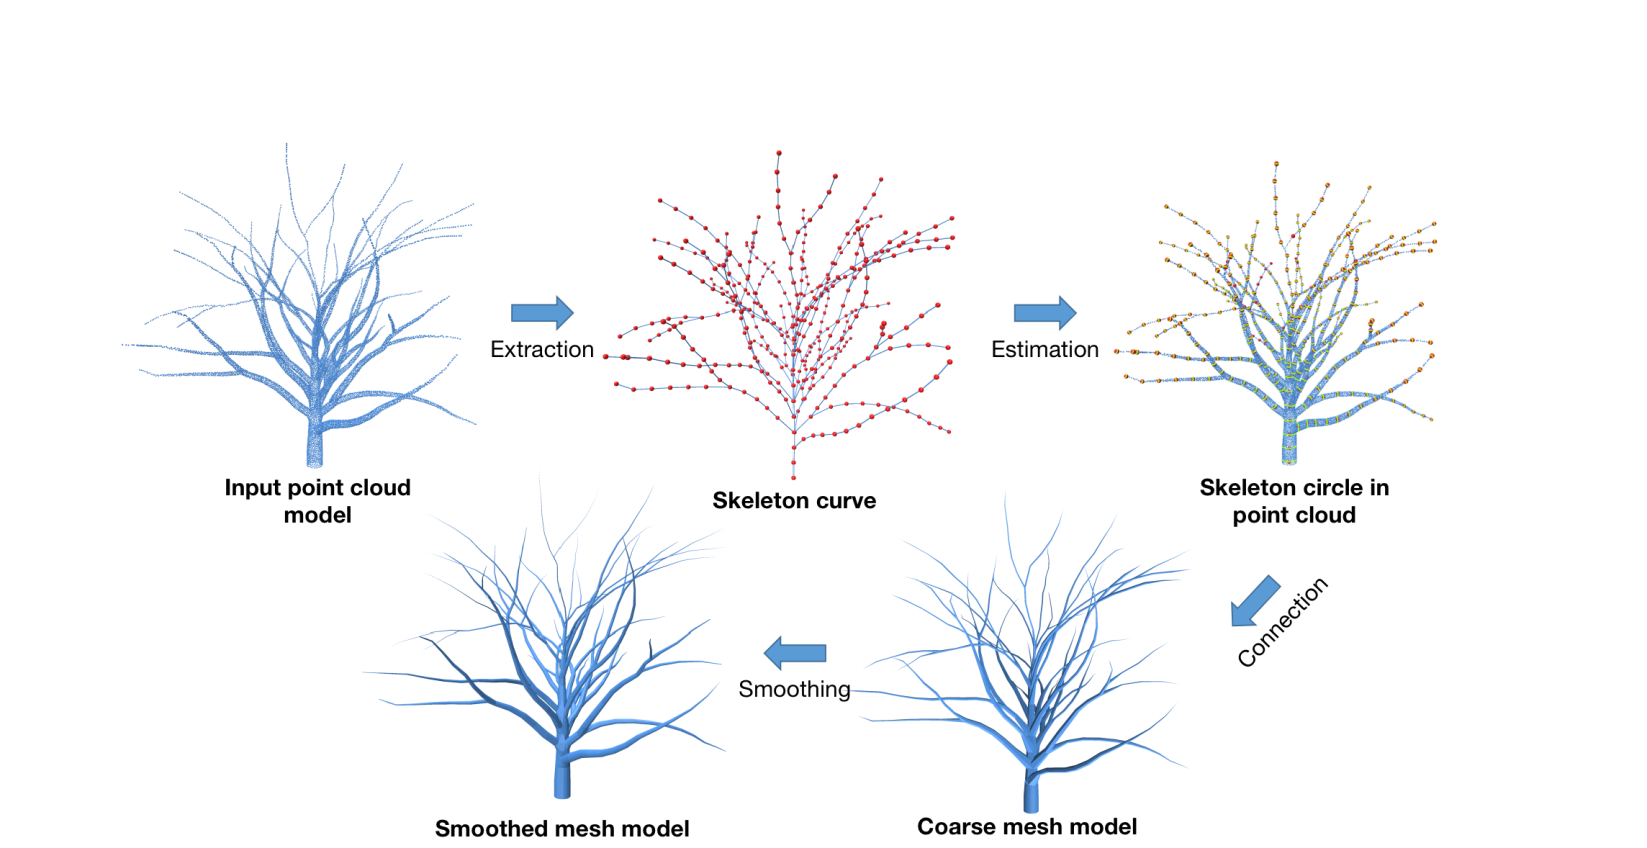 Extraction
Estimation
Input point cloud
model
Skeleton curve
Skeleton circle in
point cloud
Connection
Smoothing
Smoothed mesh model
Coarse mesh model